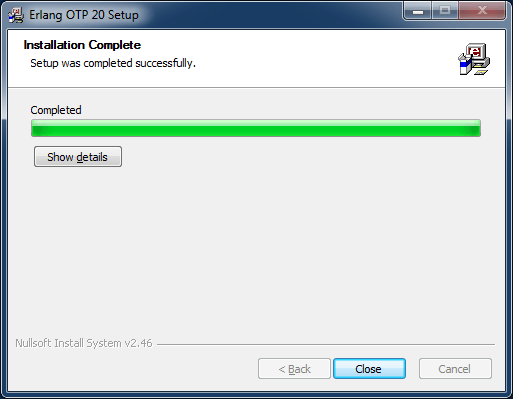 Erlang OTP 20 Setup
Installation Complete
Setup was completed successfully.
Completed
Show details
Nullsoft Install System v2.46
< Back
Close
Cancel